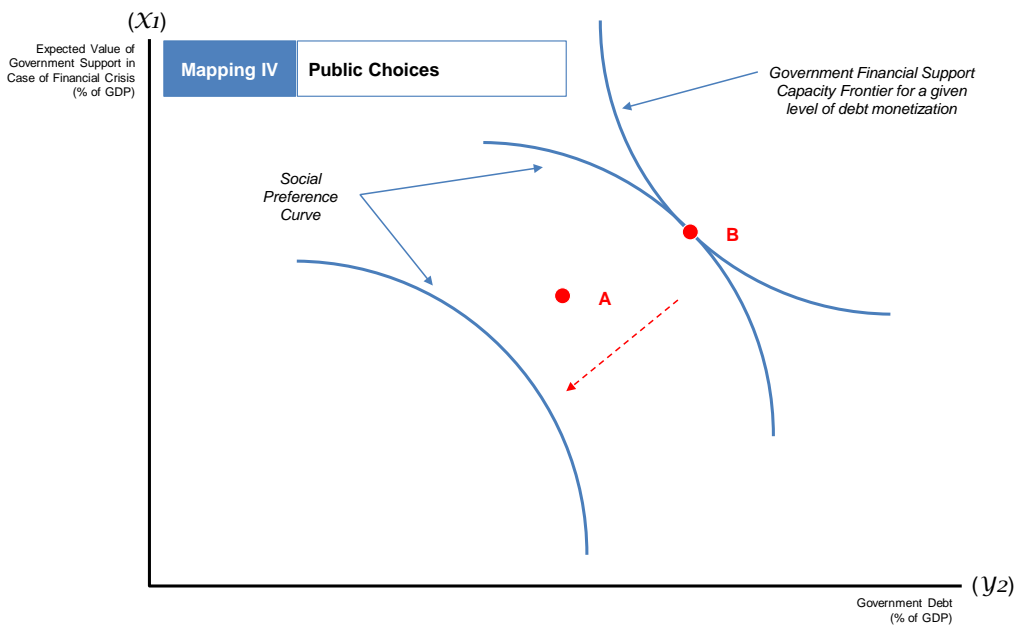 (X1)
Expected Value of
Government Support in
Case of Financial Crisis
(% of GDP)
Mapping IV
Public Choices
Government Financial Support
Capacity Frontier for a given
level of debt monetization
Social
Preference
Curve
B
A
(Y2)
Government Debt
(% of GDP)